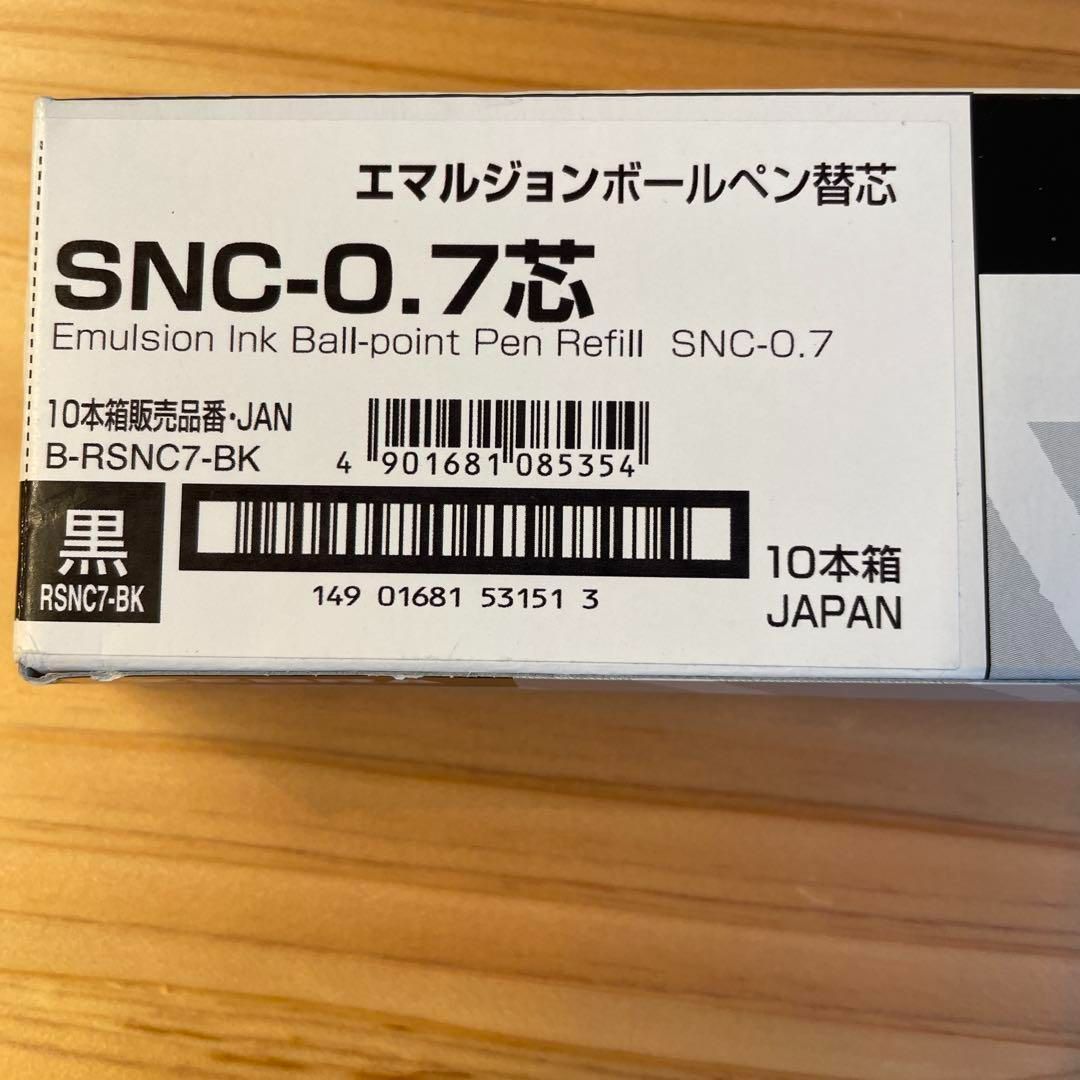 エマルジョンボールペン替芯
SNC-0.7芯
Emulsion Ink Ball-point Pen Refill SNC-0.7
10本箱販売品番・JAN
B-RSNC7-BK
4 901681 085354
黒
RSNC7-BK
149 01681 53151 3
10本箱
JAPAN